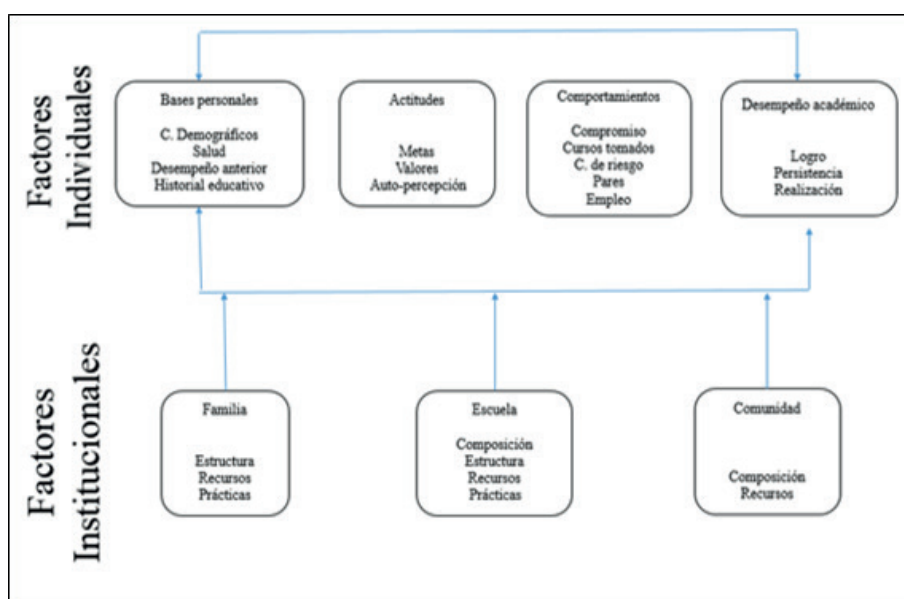 Factores
Individuales
Bases personales
C. Demográficos
Salud
Desempeño anterior
Historial educativo
Actitudes
Metas
Valores
Auto-percepción
Comportamientos
Compromiso
Cursos tomados
C. de riesgo
Pares
Empleo
Desempeño académico
Logro
Persistencia
Realización
Factores
Institucionales
Familia
Estructura
Recursos
Prácticas
Escuela
Composición
Estructura
Recursos
Prácticas
Comunidad
Composición
Recursos